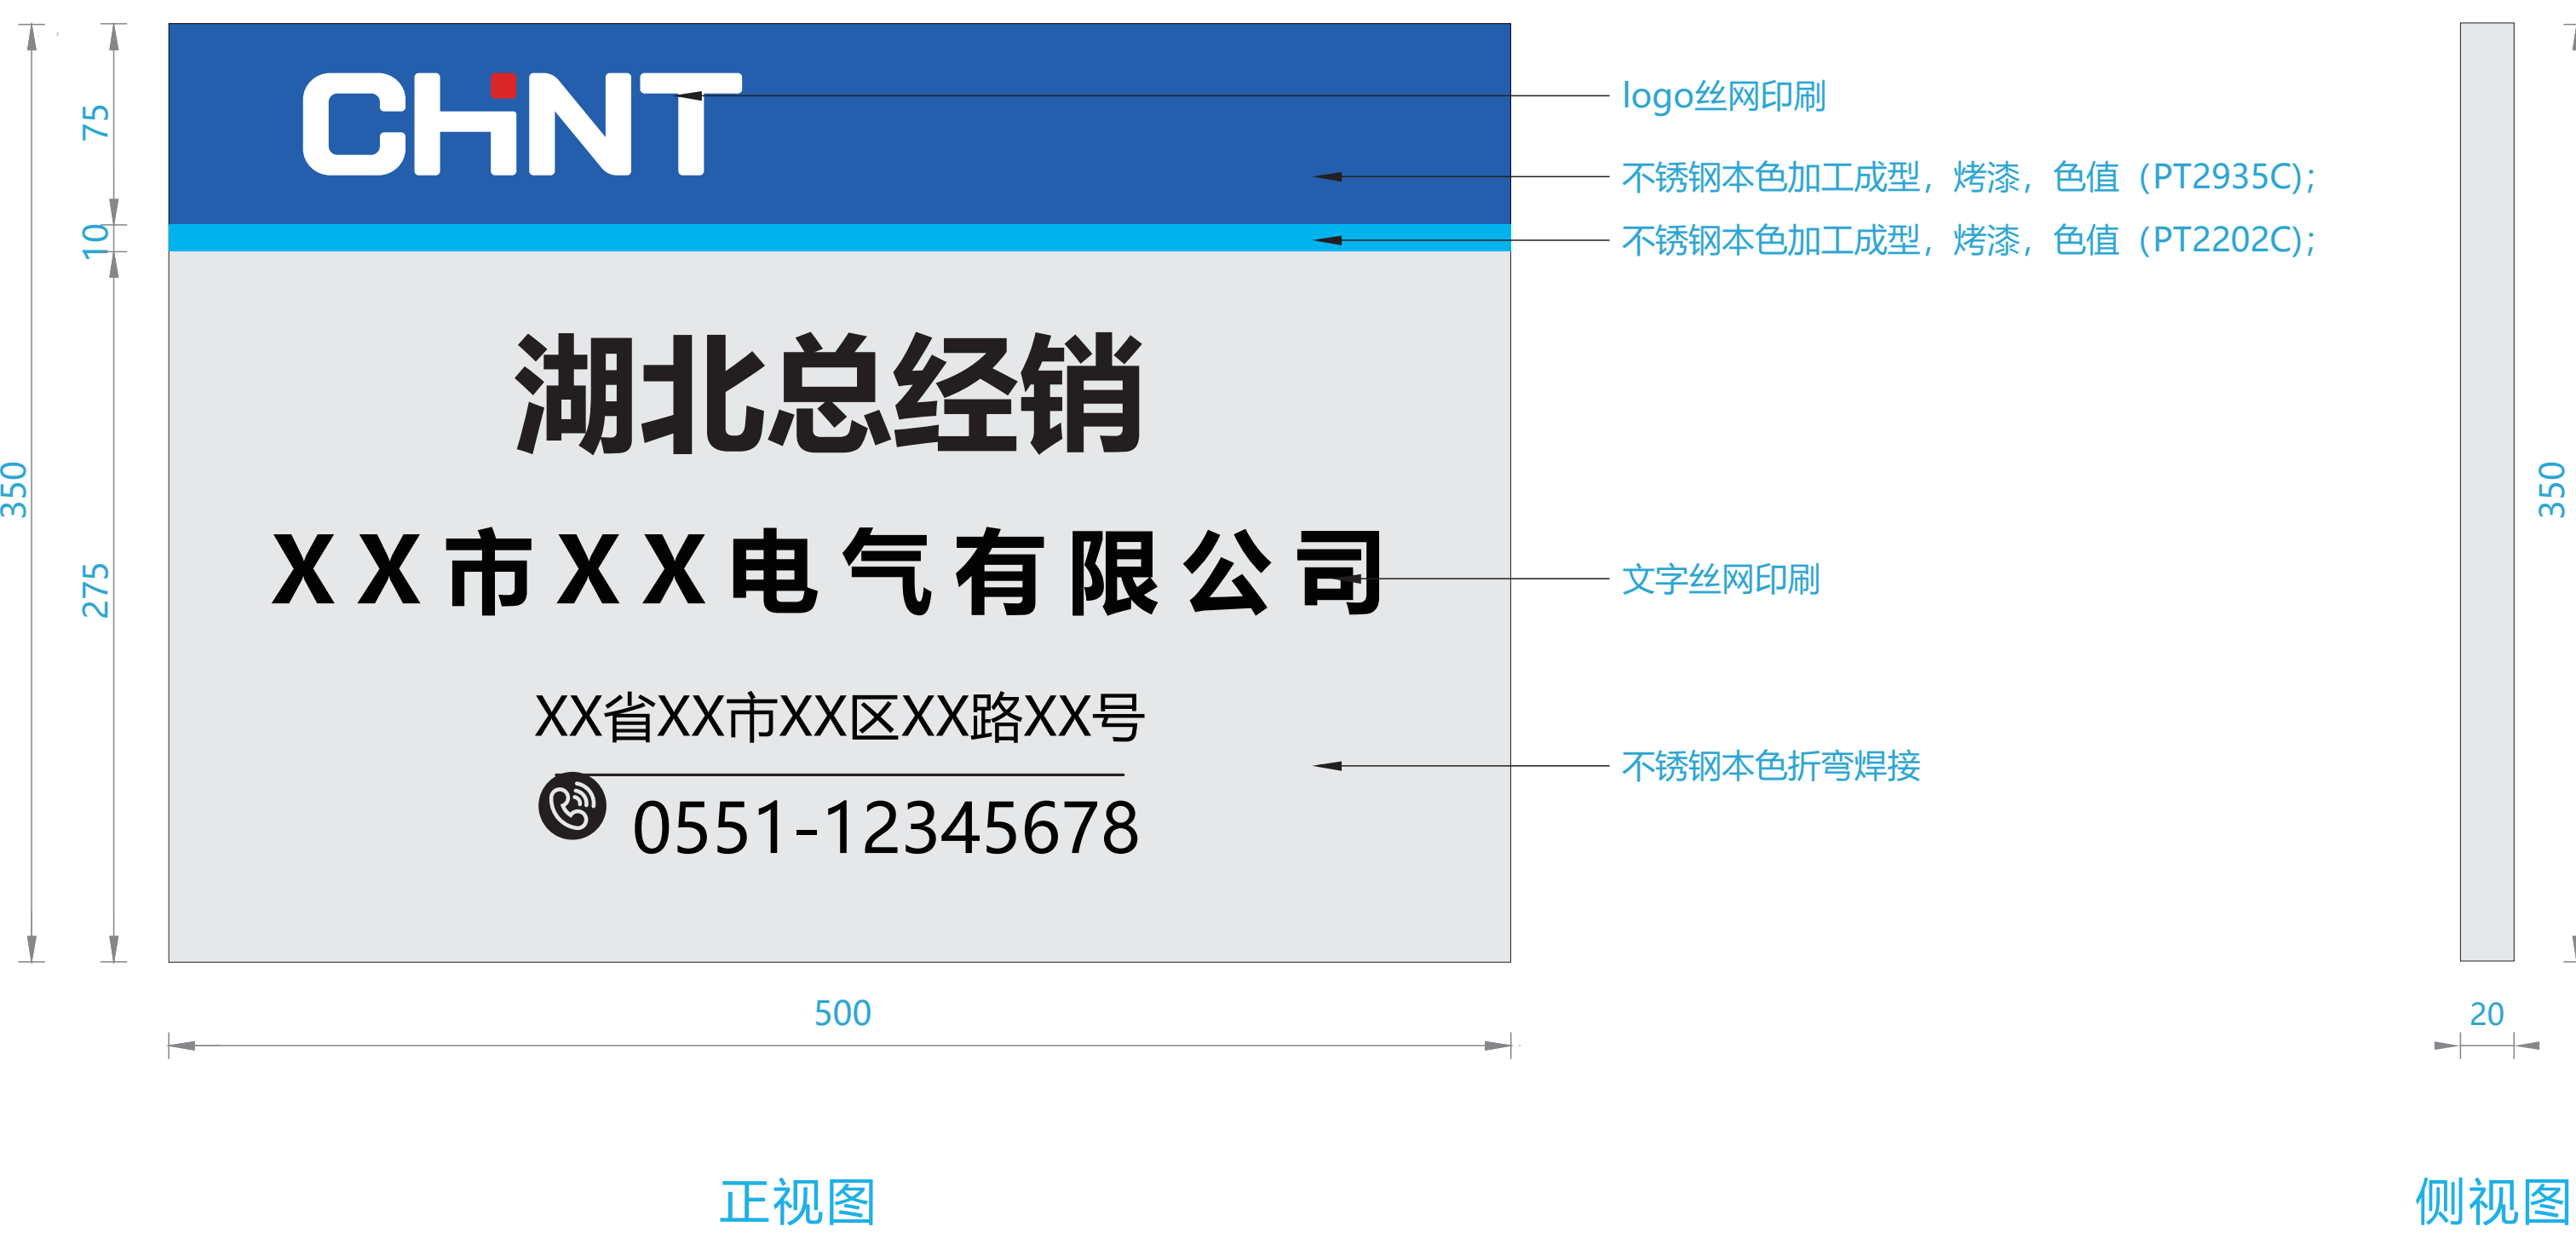 CHNT
logo丝网印刷
不锈钢本色加工成型，烤漆，色值（PT2935C)；
不锈钢本色加工成型，烤漆，色值（PT2202C)；
75
10
350
275
湖北总经销
XX市XX电气有限公司
文字丝网印刷
XX省XX市XX区XX路XX号
不锈钢本色折弯焊接
0551-12345678
350
500
20
正视图
侧视图